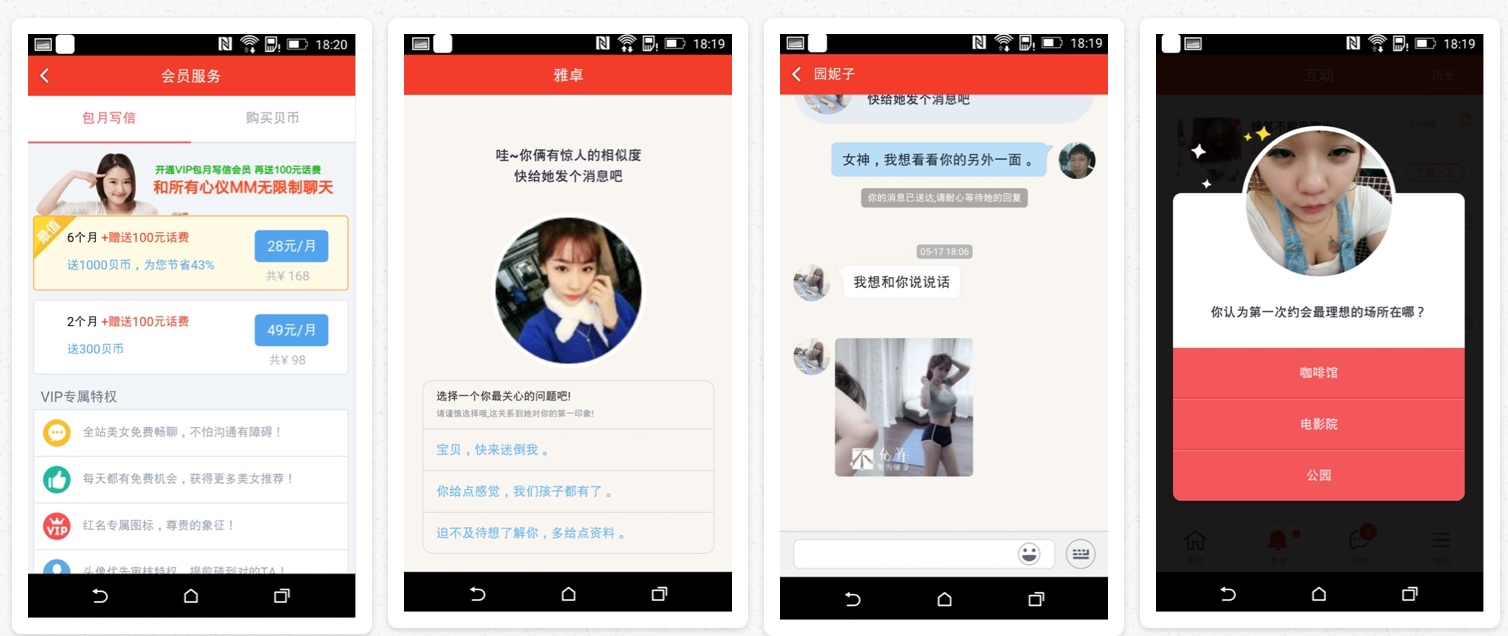 18:20
会员服务
包月写信
购买贝币
开通VIP包月写信会员 再送100元话费
和所有心仪MM无限制聊天
超值
6个月 +赠送100元话费
28元/月
送1000贝币，为您节省43%
共¥ 168
2个月 +赠送100元话费
49元/月
送300贝币
共¥ 98
VIP专属特权
全站美女免费畅聊，不怕沟通有障碍！
每天都有免费机会，获得更多美女推荐！
VIP
红名专属图标，尊贵的象征！
头像优先审核特权，提前碰到对的TA！
18:19
雅卓
哇~你俩有惊人的相似度
快给她发个消息吧
选择一个你最关心的问题吧!
请谨慎选择哦,这关系到她对你的第一印象!
宝贝，快来迷倒我 。
你给点感觉，我们孩子都有了 。
迫不及待想了解你，多给点资料 。
18:19
园妮子
快给她发个消息吧
女神，我想看看你的另外一面 。
你的消息已送达,请耐心等待她的回复
05-17 18:06
我想和你说说话
18:19
互动
历史
你认为第一次约会最理想的场所在哪？
咖啡馆
电影院
公园